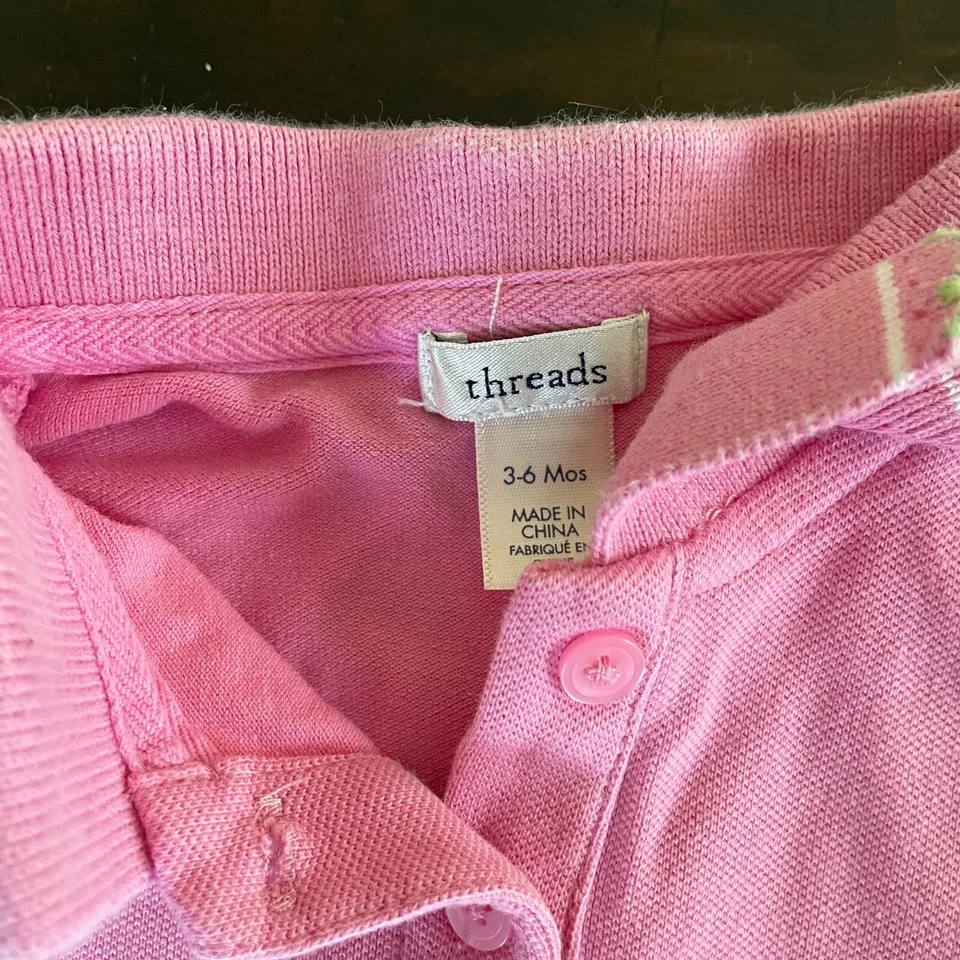 threads
3-6 Mos
MADE IN
CHINA
FABRIQUÉ EN